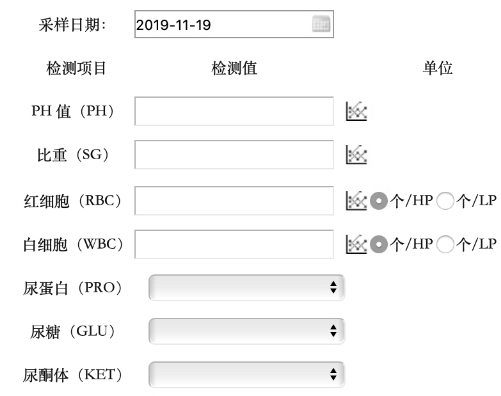 采样日期： 2019-11-19
检测项目 检测值 单位
PH 值（PH）
比重（SG）
红细胞（RBC） 个/HP 个/LP
白细胞（WBC） 个/HP 个/LP
尿蛋白（PRO）
尿糖（GLU）
尿酮体（KET）